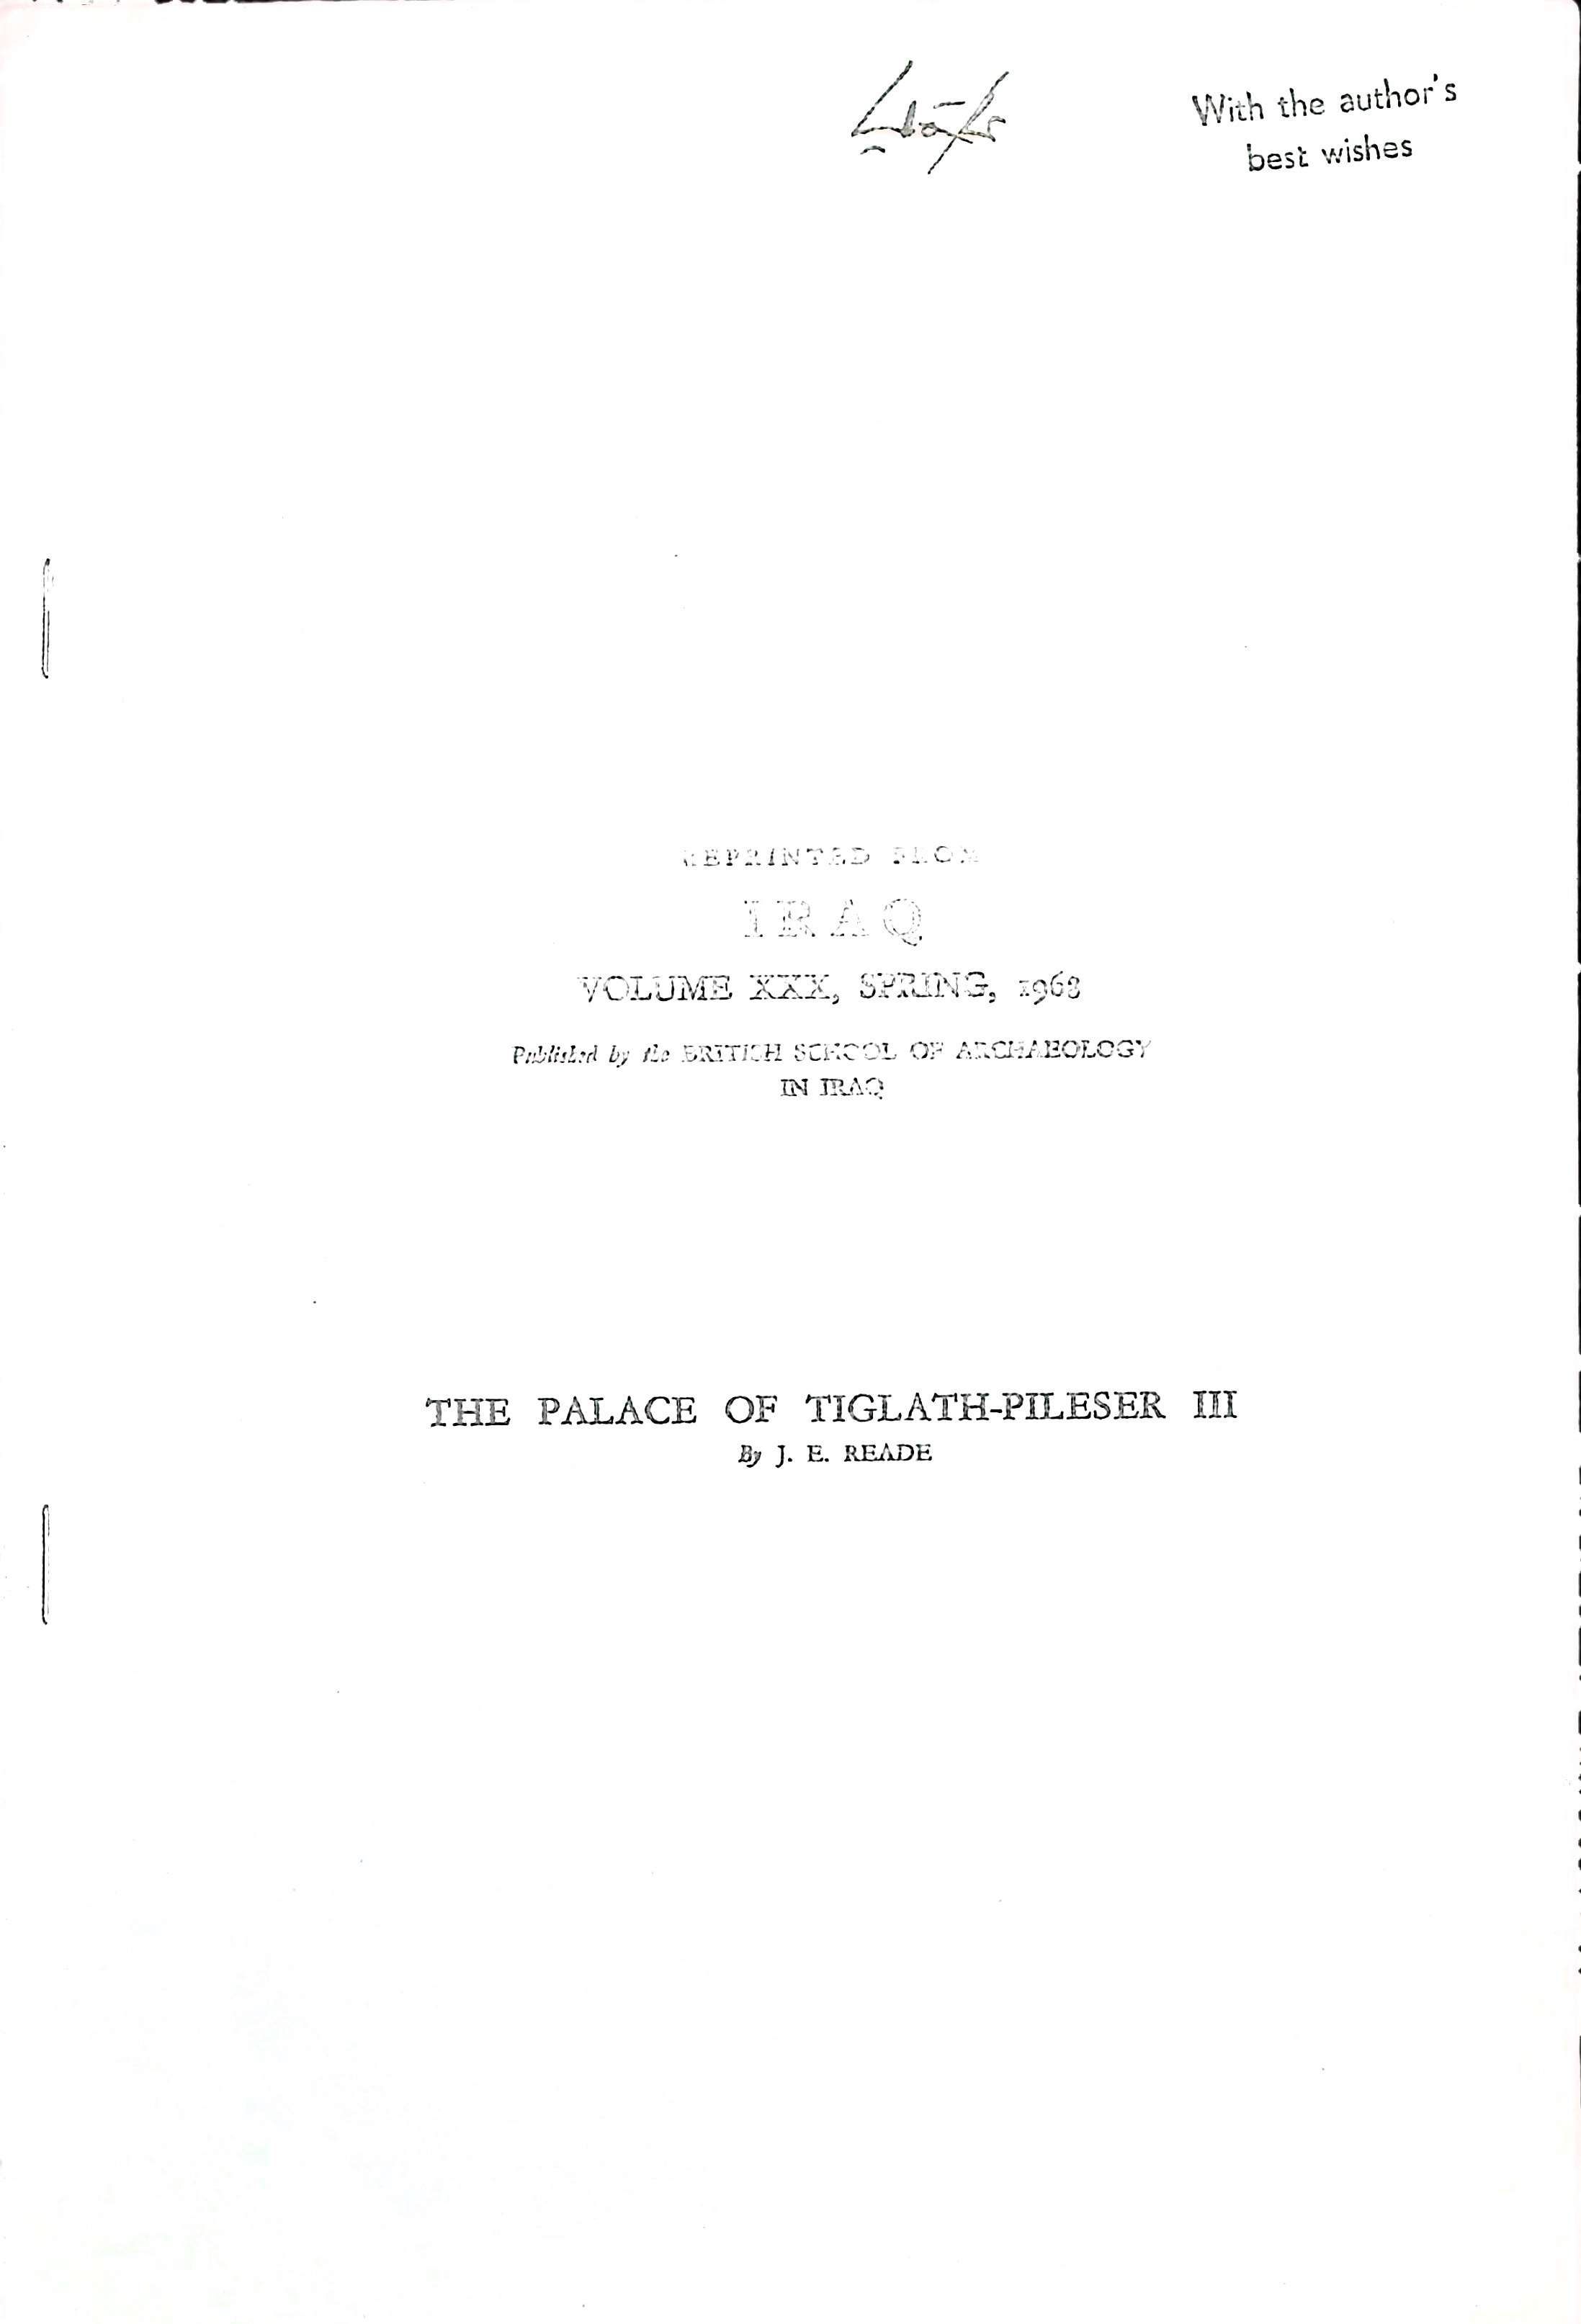 With the author's
best wishes
REPRINTED FROM
IRAQ
VOLUME XXX, SPRING, 1968
Published by the BRITISH SCHOOL OF ARCHAEOLOGY
IN IRAQ
THE PALACE OF TIGLATH-PILESER III
By J. E. READE